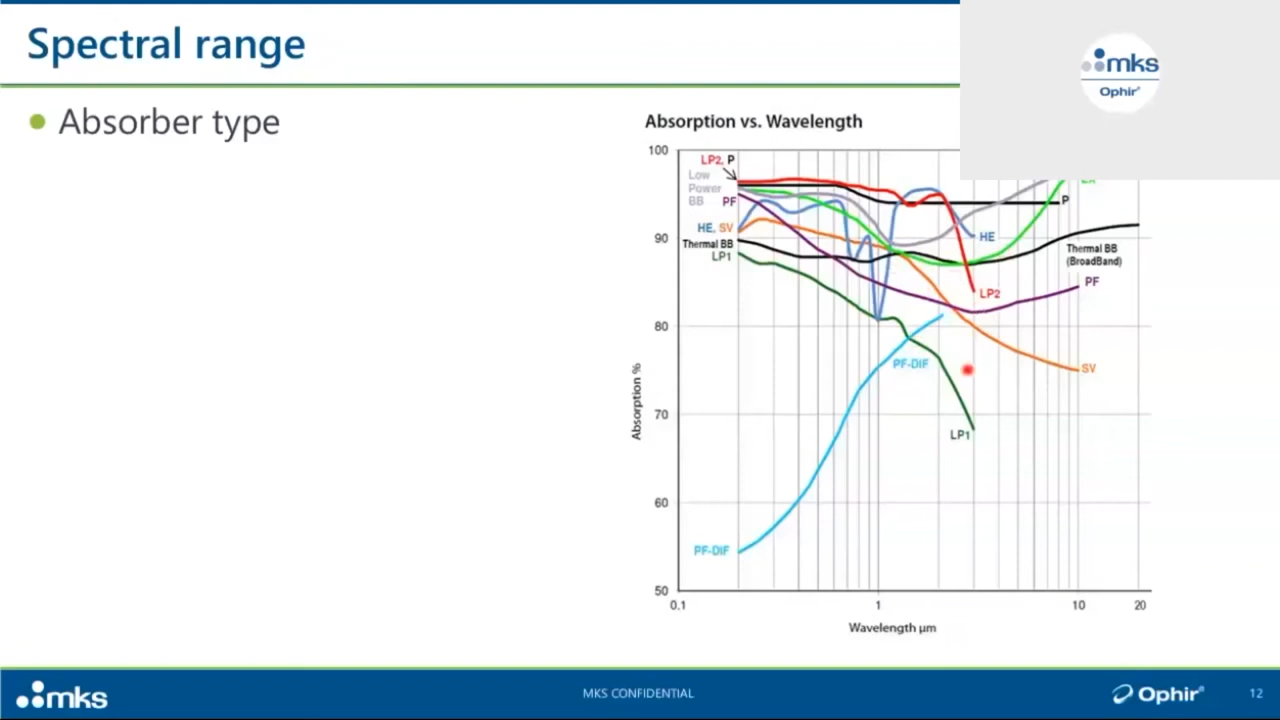 Spectral range
mks
Ophir®
Absorber type
Absorption vs. Wavelength
100
LP2, P
Low
Power
BB
PF
P
HE, SV
HE
90
Thermal BB
Thermal BB
(BroadBand)
LP1
PF
LP2
80
PF-DIF
SV
Absorption %
70
LP1
60
PF-DIF
50
0.1
1
10
20
Wavelength µm
mks
MKS CONFIDENTIAL
Ophir®
12